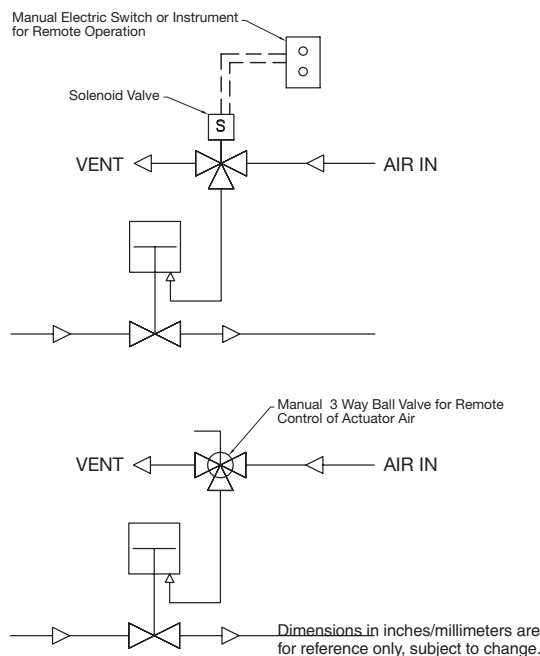 Manual Electric Switch or Instrument
for Remote Operation
Solenoid Valve
S
VENT
AIR IN
Manual 3 Way Ball Valve for Remote
Control of Actuator Air
VENT
AIR IN
Dimensions in inches/millimeters are
for reference only, subject to change.